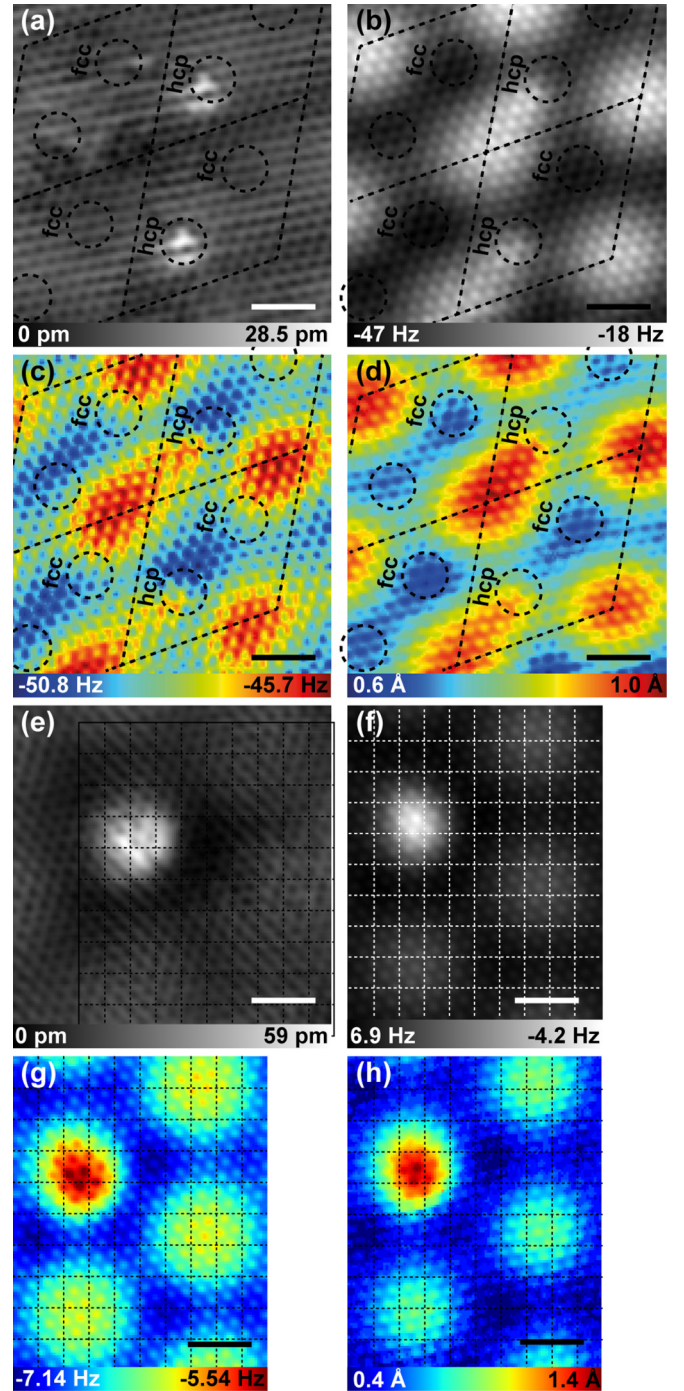 (a)
fcc
hcp
fcc
fcc
hcp
0 pm 28.5 pm
(b)
fcc
hcp
fcc
fcc
hcp
-47 Hz -18 Hz
(c)
fcc
hcp
fcc
fcc
hcp
-50.8 Hz -45.7 Hz
(d)
fcc
hcp
fcc
fcc
hcp
0.6 Å 1.0 Å
(e)
0 pm 59 pm
(f)
6.9 Hz -4.2 Hz
(g)
-7.14 Hz -5.54 Hz
(h)
0.4 Å 1.4 Å